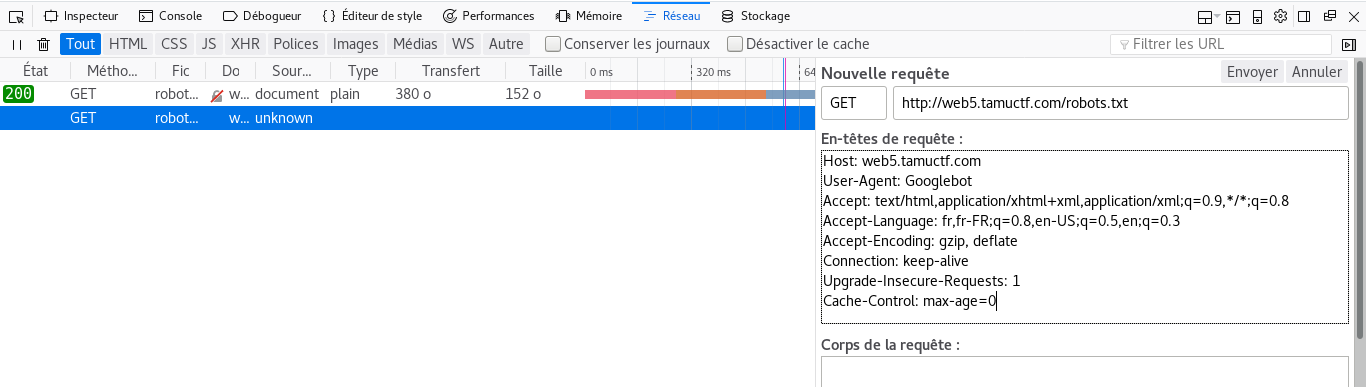 Inspecteur Console Débogueur {} Éditeur de style Performances Mémoire Réseau Stockage
Tout HTML CSS JS XHR Polices Images Médias WS Autre Conserver les journaux Désactiver le cache Filtrer les URL
État Métho... Fic Do Sour... Type Transfert Taille 0 ms 320 ms 64
200 GET robot... w... document plain 380 o 152 o
GET robot... w... unknown
Nouvelle requête Envoyer Annuler
GET http://web5.tamuctf.com/robots.txt
En-têtes de requête :
Host: web5.tamuctf.com
User-Agent: Googlebot
Accept: text/html,application/xhtml+xml,application/xml;q=0.9,*/*;q=0.8
Accept-Language: fr,fr-FR;q=0.8,en-US;q=0.5,en;q=0.3
Accept-Encoding: gzip, deflate
Connection: keep-alive
Upgrade-Insecure-Requests: 1
Cache-Control: max-age=0
Corps de la requête :